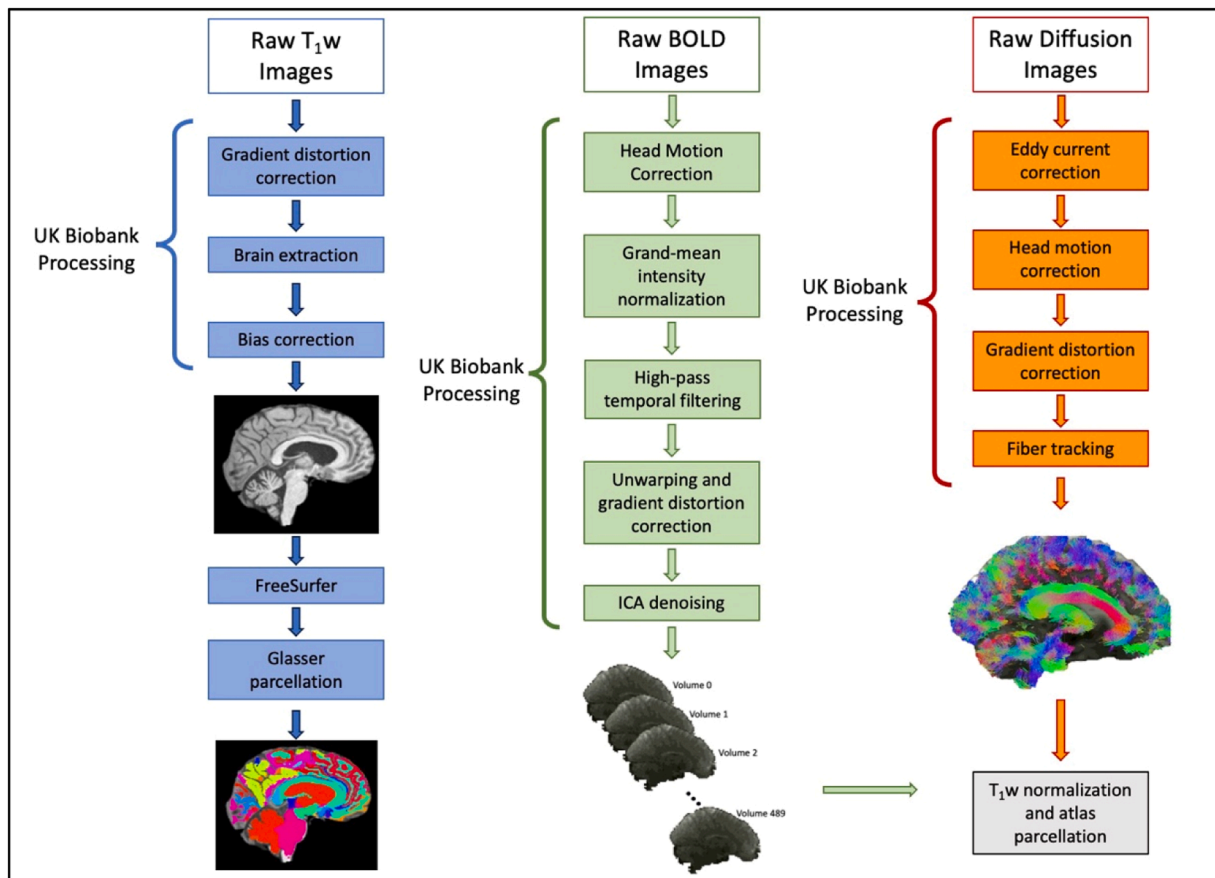 Raw T₁w
Images
Gradient distortion
correction
Brain extraction
Bias correction
UK Biobank
Processing
FreeSurfer
Glasser
parcellation
Raw BOLD
Images
Head Motion
Correction
Grand-mean
intensity
normalization
High-pass
temporal filtering
Unwarping and
gradient distortion
correction
ICA denoising
UK Biobank
Processing
Volume 0
Volume 1
Volume 2
Volume 489
Raw Diffusion
Images
Eddy current
correction
Head motion
correction
Gradient distortion
correction
Fiber tracking
UK Biobank
Processing
T₁w normalization
and atlas
parcellation